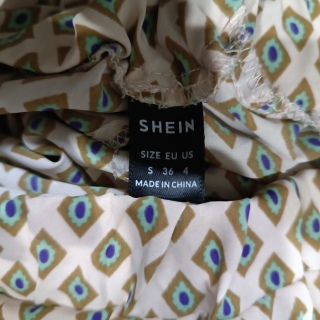 SHEIN
SIZE EU US
S 36 4
MADE IN CHINA